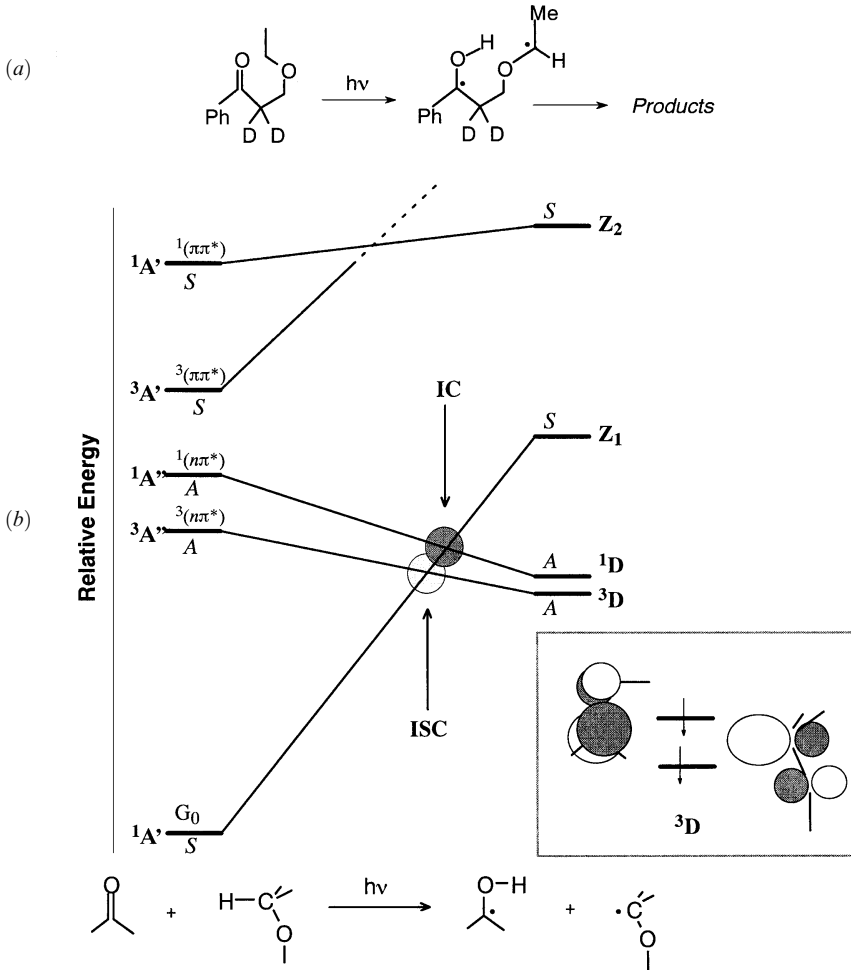 (a)
O
O
Ph
D D
hν
O H
O
Me
H
Ph
D D
Products
(b)
Relative Energy
¹A' ¹(ππ*) S
S Z₂
³A' ³(ππ*) S
IC
S Z₁
¹A'' ¹(nπ*) A
³A'' ³(nπ*) A
A ¹D
A ³D
ISC
³D
¹A' G₀ S
O + H C O hν O-H + C O